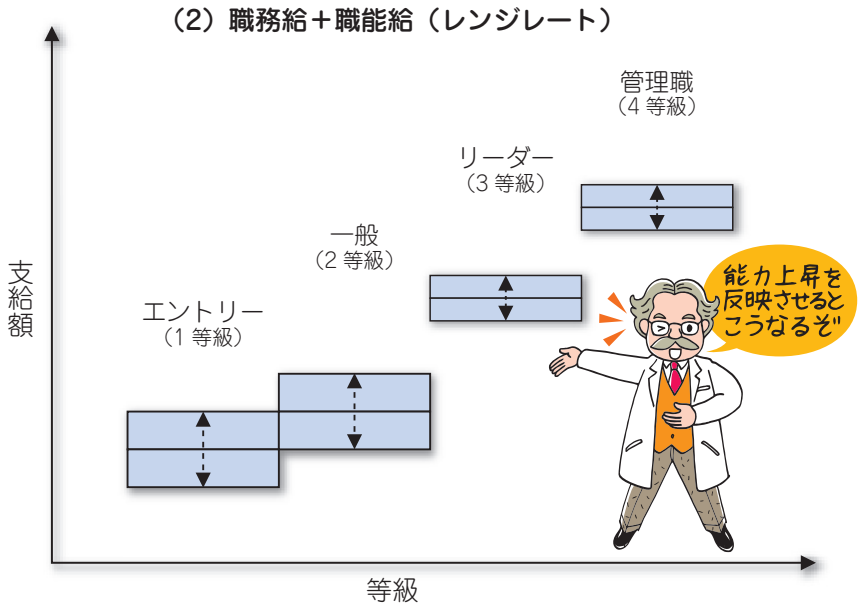 (2) 職務給+職能給(レンジレート)
管理職
(4 等級)
リーダー
(3 等級)
一般
(2 等級)
エントリー
(1 等級)
能力上昇を
反映させると
こうなるぞ
支給額
等級